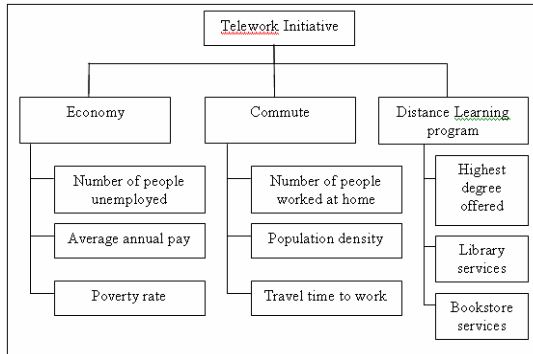 Telework Initiative
Economy
Commute
Distance Learning
program
Number of people
unemployed
Average annual pay
Poverty rate
Number of people
worked at home
Population density
Travel time to work
Highest
degree
offered
Library
services
Bookstore
services